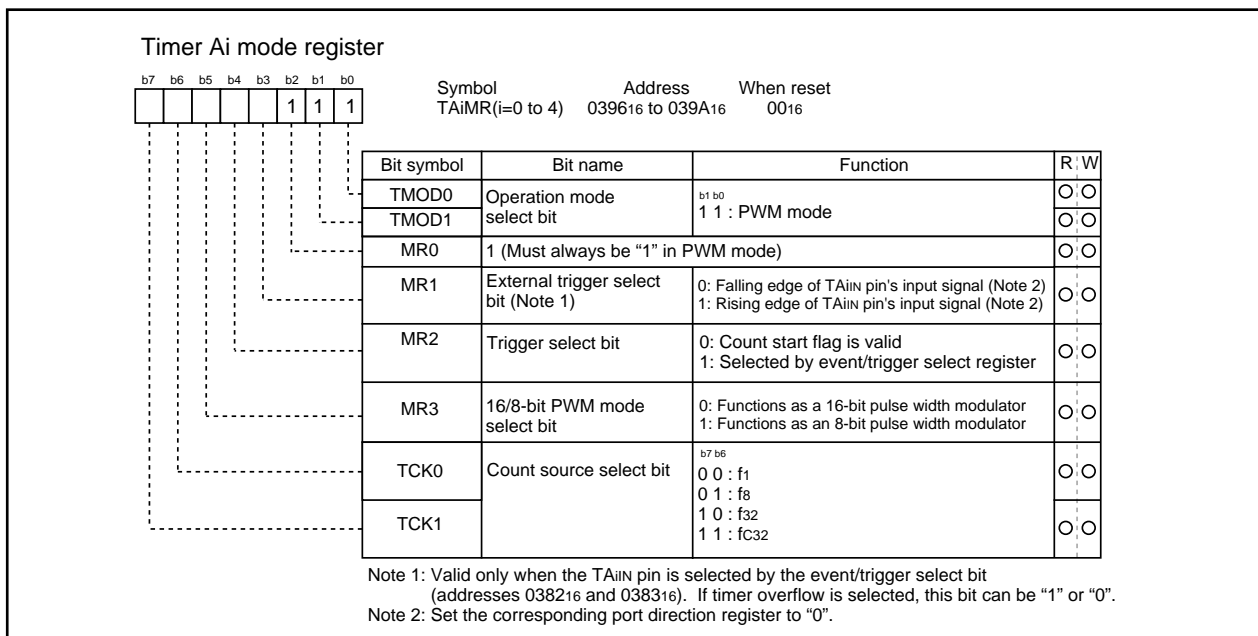 Timer Ai mode register
b7 b6 b5 b4 b3 b2 b1 b0
1 1 1
Symbol Address When reset
TAiMR(i=0 to 4) 039616 to 039A16 0016
Bit symbol Bit name Function R W
TMOD0
TMOD1
Operation mode
select bit
b1 b0
1 1 : PWM mode
MR0 1 (Must always be “1” in PWM mode)
MR1 External trigger select
bit (Note 1)
0: Falling edge of TAiIN pin's input signal (Note 2)
1: Rising edge of TAiIN pin's input signal (Note 2)
MR2 Trigger select bit
0: Count start flag is valid
1: Selected by event/trigger select register
MR3 16/8-bit PWM mode
select bit
0: Functions as a 16-bit pulse width modulator
1: Functions as an 8-bit pulse width modulator
TCK0
TCK1
Count source select bit
b7 b6
0 0 : f1
0 1 : f8
1 0 : f32
1 1 : fC32
Note 1: Valid only when the TAiIN pin is selected by the event/trigger select bit
(addresses 038216 and 038316). If timer overflow is selected, this bit can be “1” or “0”.
Note 2: Set the corresponding port direction register to “0”.